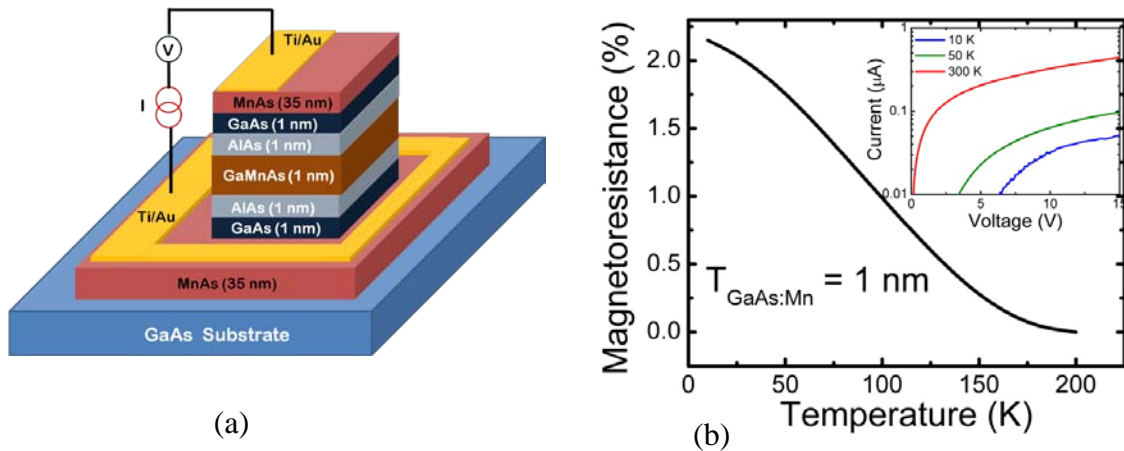 V
I
Ti/Au
MnAs (35 nm)
GaAs (1 nm)
AlAs (1 nm)
GaMnAs (1 nm)
AlAs (1 nm)
GaAs (1 nm)
Ti/Au
MnAs (35 nm)
GaAs Substrate
(a)
Magnetoresistance (%)
2.0
1.5
1.0
0.5
0.0
0 50 100 150 200
Temperature (K)
T GaAs:Mn = 1 nm
10 K
50 K
300 K
Current (μA)
1
0.1
0.01
0 5 10 15
Voltage (V)
(b)